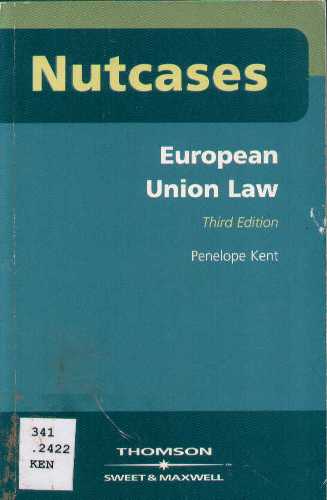 Nutcases
European
Union Law
Third Edition
Penelope Kent
341
.2422
KEN
THOMSON
SWEET & MAXWELL